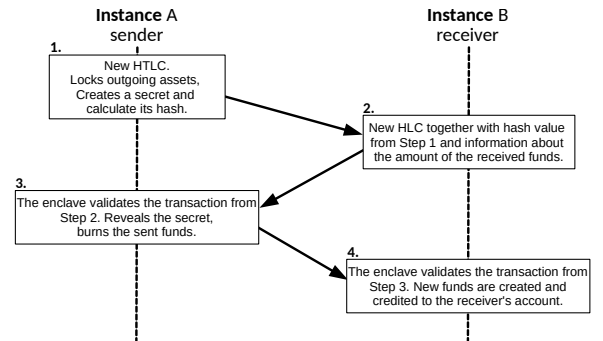 Instance A
sender
Instance B
receiver
1.
New HTLC.
Locks outgoing assets,
Creates a secret and
calculate its hash.
2.
New HLC together with hash value
from Step 1 and information about
the amount of the received funds.
3.
The enclave validates the transaction from
Step 2. Reveals the secret,
burns the sent funds.
4.
The enclave validates the transaction from
Step 3. New funds are created and
credited to the receiver's account.